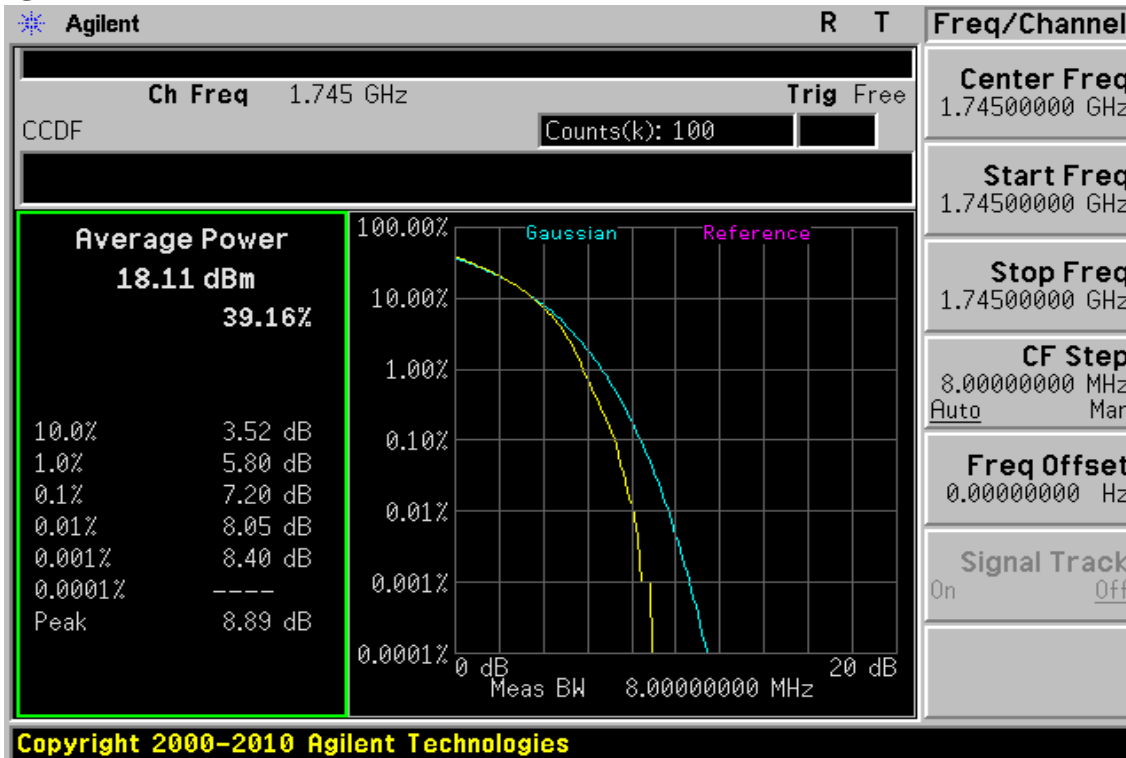 Agilent R T
Ch Freq 1.745 GHz Trig Free
CCDF Counts(k): 100
Average Power
18.11 dBm
39.16%
10.0% 3.52 dB
1.0% 5.80 dB
0.1% 7.20 dB
0.01% 8.05 dB
0.001% 8.40 dB
0.0001% ----
Peak 8.89 dB
Gaussian Reference
100.00%
10.00%
1.00%
0.10%
0.01%
0.001%
0.0001%
0 dB 20 dB
Meas BW 8.00000000 MHz
Freq/Channel
Center Freq
1.74500000 GHz
Start Freq
1.74500000 GHz
Stop Freq
1.74500000 GHz
CF Step
8.00000000 MHz
Auto Man
Freq Offset
0.00000000 Hz
Signal Track
On Off
Copyright 2000-2010 Agilent Technologies